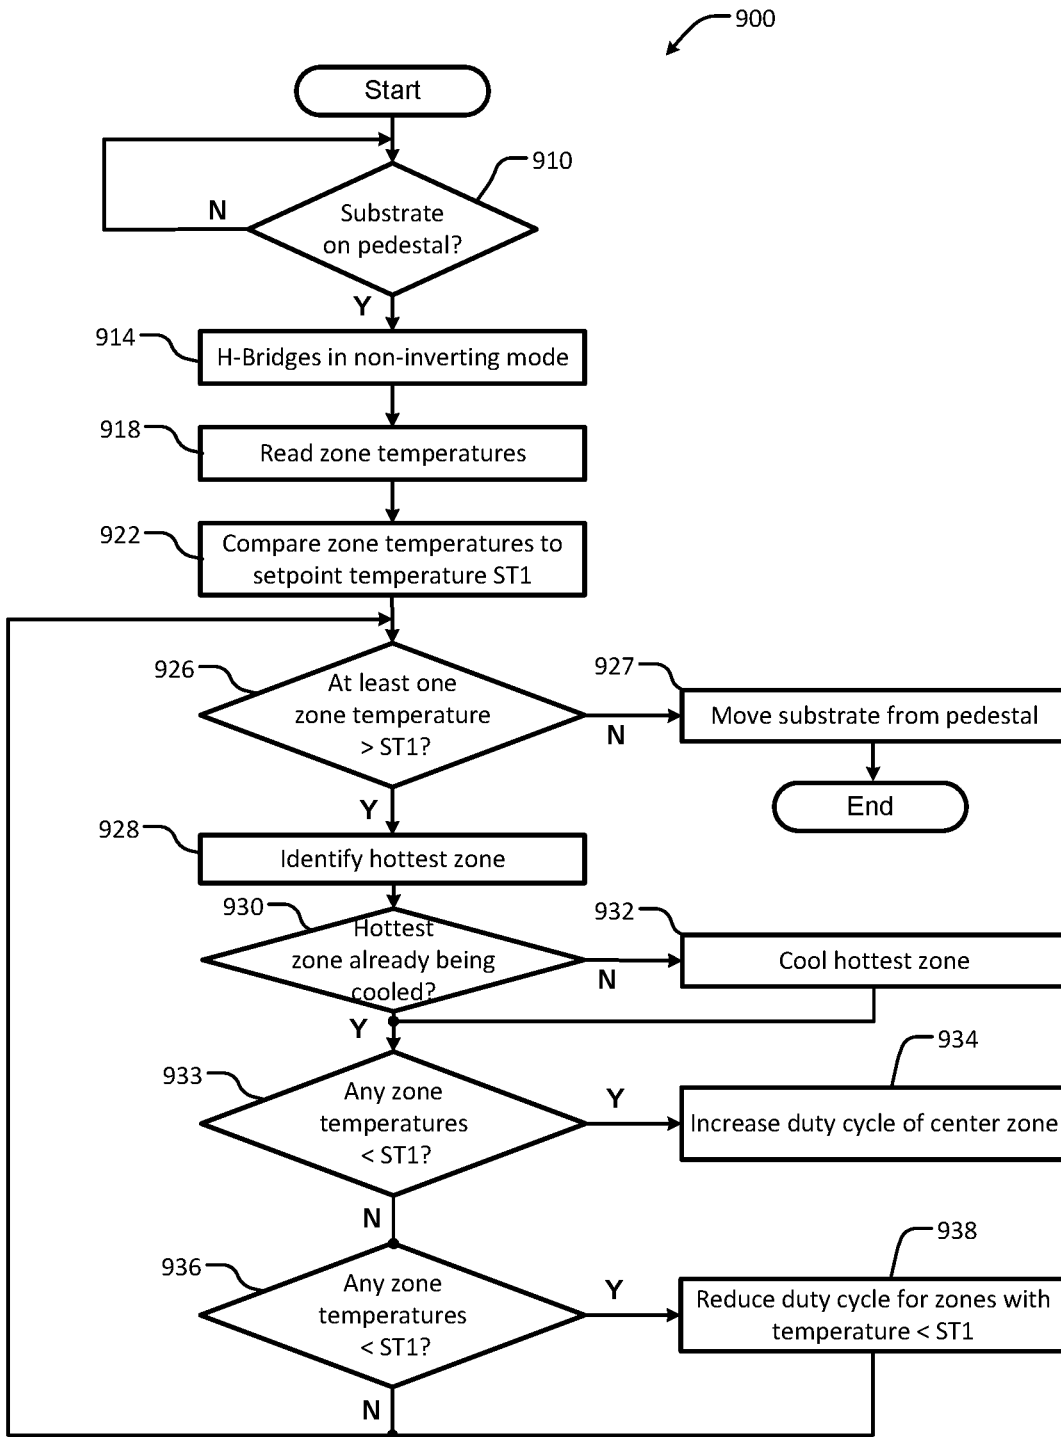 900
Start
910
N
Substrate
on pedestal?
Y
914
H-Bridges in non-inverting mode
918
Read zone temperatures
922
Compare zone temperatures to
setpoint temperature ST1
926
At least one
zone temperature
> ST1?
N
927
Move substrate from pedestal
End
Y
928
Identify hottest zone
930
Hottest
zone already being
cooled?
N
932
Cool hottest zone
Y
933
Any zone
temperatures
< ST1?
Y
934
Increase duty cycle of center zone
N
936
Any zone
temperatures
< ST1?
Y
938
Reduce duty cycle for zones with
temperature < ST1
N